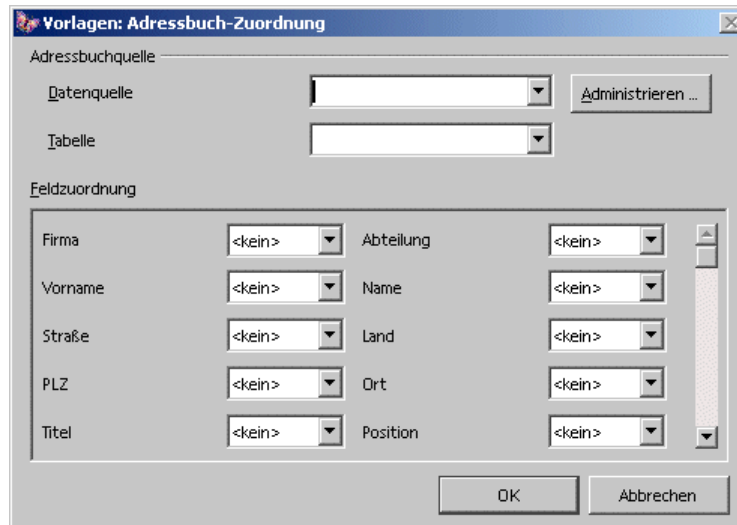 Vorlagen: Adressbuch-Zuordnung
Adressbuchquelle
Datenquelle
Administrieren ...
Tabelle
Feldzuordnung
Firma <kein> Abteilung <kein>
Vorname <kein> Name <kein>
Straße <kein> Land <kein>
PLZ <kein> Ort <kein>
Titel <kein> Position <kein>
OK Abbrechen